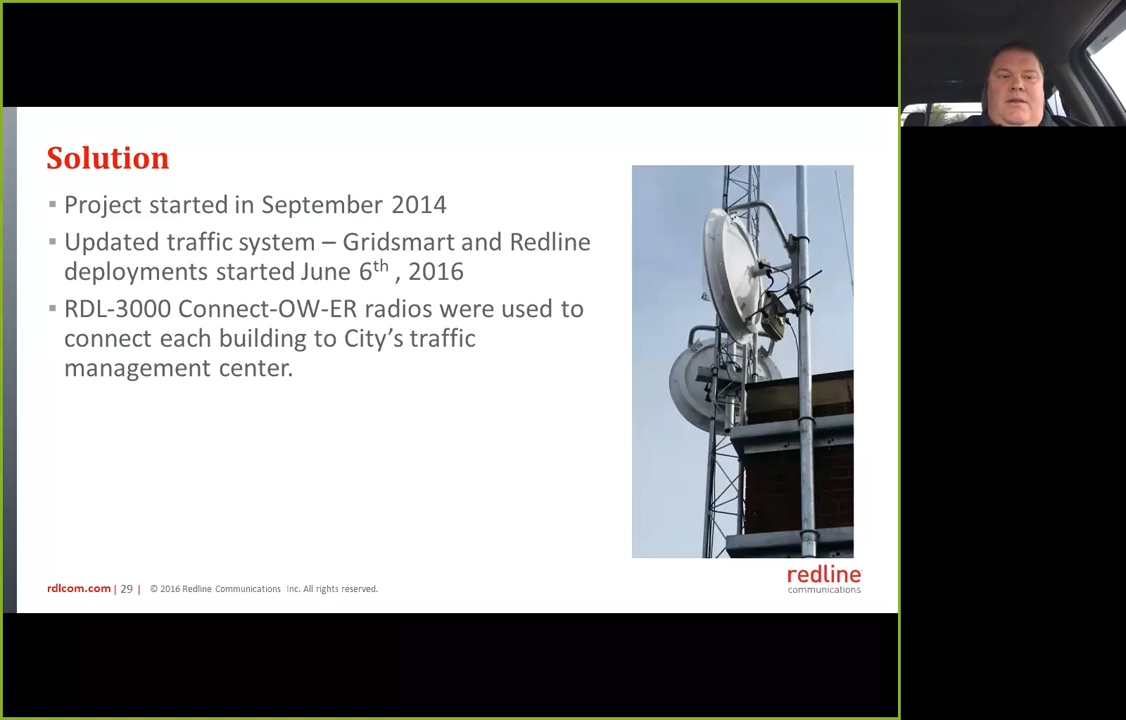 Solution
▪ Project started in September 2014
▪ Updated traffic system – Gridsmart and Redline
deployments started June 6th , 2016
▪ RDL-3000 Connect-OW-ER radios were used to
connect each building to City’s traffic
management center.
rdlcom.com | 29 | © 2016 Redline Communications Inc. All rights reserved.
redline
communications